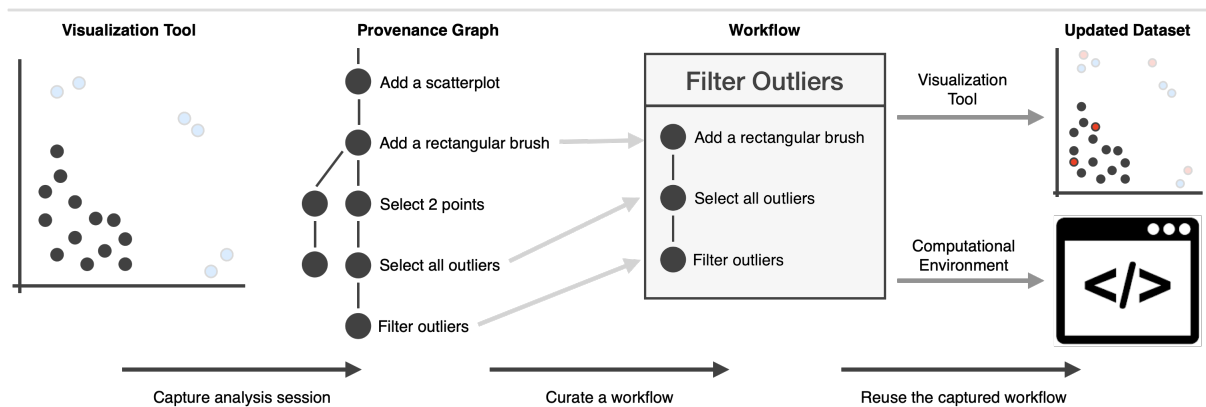 Visualization Tool
Provenance Graph
Workflow
Updated Dataset
Add a scatterplot
Add a rectangular brush
Select 2 points
Select all outliers
Filter outliers
Filter Outliers
Add a rectangular brush
Select all outliers
Filter outliers
Visualization
Tool
Computational
Environment
</>
Capture analysis session
Curate a workflow
Reuse the captured workflow